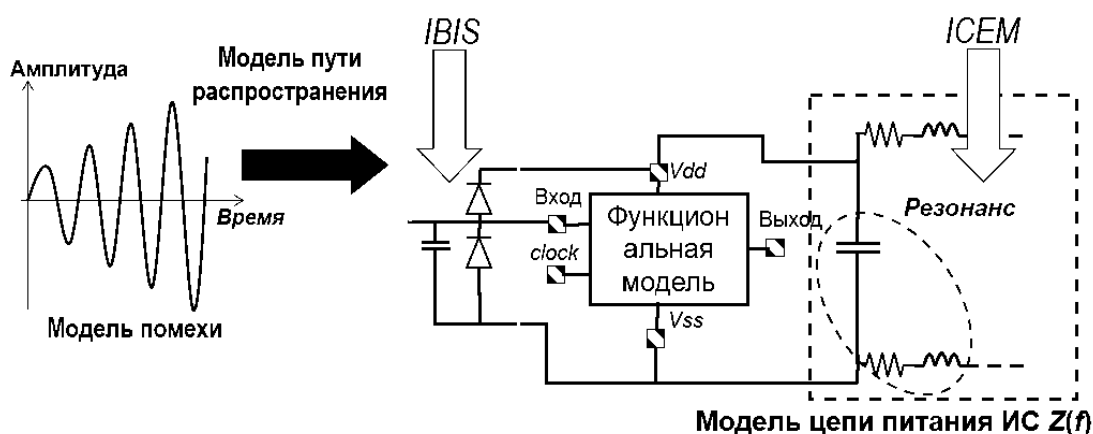 IBIS
ICEM
Модель пути
распространения
Амплитуда
Время
Модель помехи
Vdd
Вход
clock
Функцион
альная
модель
Выход
Vss
Резонанс
Модель цепи питания ИС Z(f)